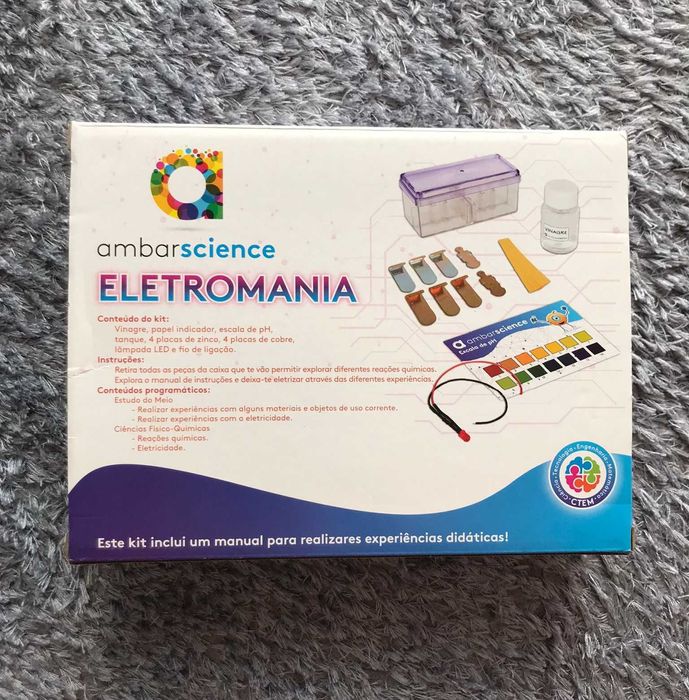 ambarscience
ELETROMANIA
Conteúdo do kit:
Vinagre, papel indicador, escala de pH,
tanque, 4 placas de zinco, 4 placas de cobre,
lâmpada LED e fio de ligação.
Instruções:
Retira todas as peças da caixa que te vão permitir explorar diferentes reações químicas.
Explora o manual de instruções e deixa-te eletrizar através das diferentes experiências.
Conteúdos programáticos:
Estudo do Meio
- Realizar experiências com alguns materiais e objetos de uso corrente.
- Realizar experiências com a eletricidade.
Ciências Físico-Químicas
- Reações químicas.
- Eletricidade.
VINAGRE
a ambarscience
Escala de pH
Ciência • Tecnologia • Engenharia • Matemática
CTEM
Este kit inclui um manual para realizares experiências didáticas!